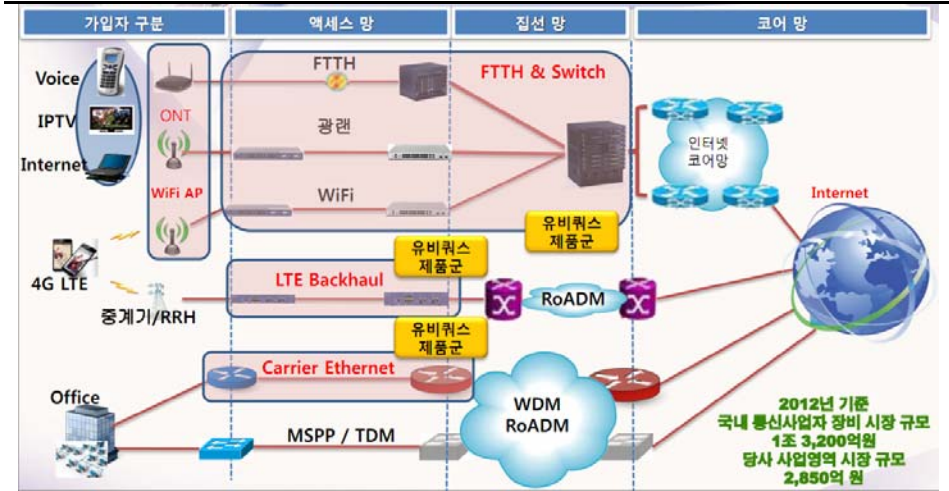 가입자 구분
액세스 망
집선 망
코어 망
Voice
IPTV
Internet
ONT
WiFi AP
FTTH
광랜
WiFi
FTTH & Switch
인터넷
코어망
Internet
유비쿼스
제품군
유비쿼스
제품군
4G LTE
중계기/RRH
LTE Backhaul
RoADM
유비쿼스
제품군
Office
Carrier Ethernet
MSPP / TDM
WDM
RoADM
2012년 기준
국내 통신사업자 장비 시장 규모
1조 3,200억원
당사 사업영역 시장 규모
2,850억 원